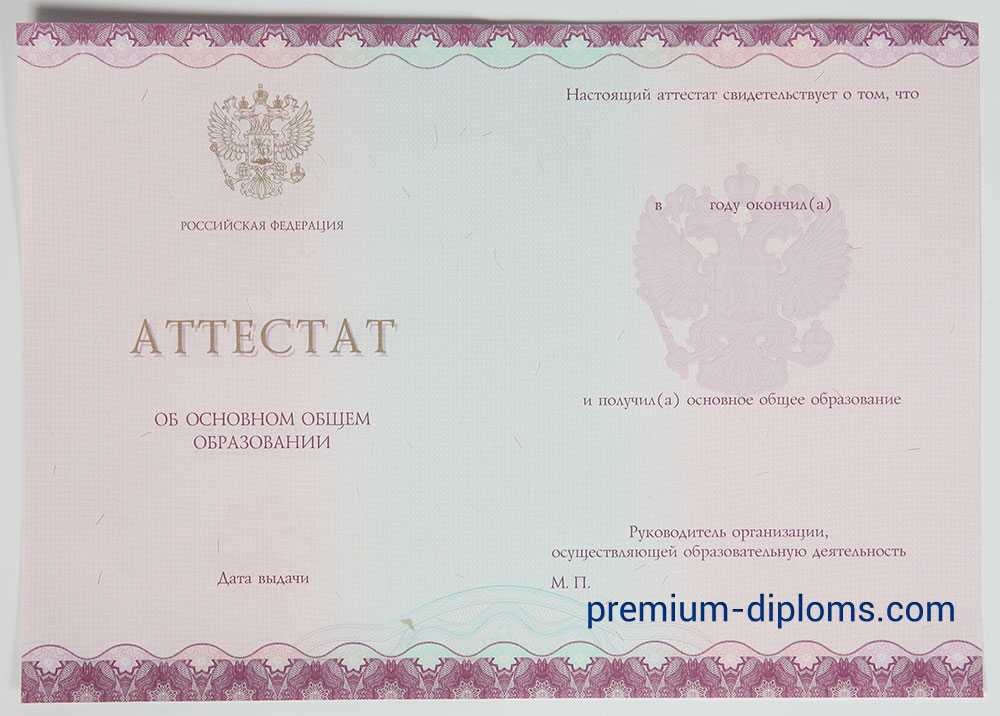 РОССИЙСКАЯ ФЕДЕРАЦИЯ
АТТЕСТАТ
ОБ ОСНОВНОМ ОБЩЕМ
ОБРАЗОВАНИИ
Дата выдачи
Настоящий аттестат свидетельствует о том, что
в году окончил(а)
и получил(а) основное общее образование
Руководитель организации,
осуществляющей образовательную деятельность
М. П.
premium-diploms.com